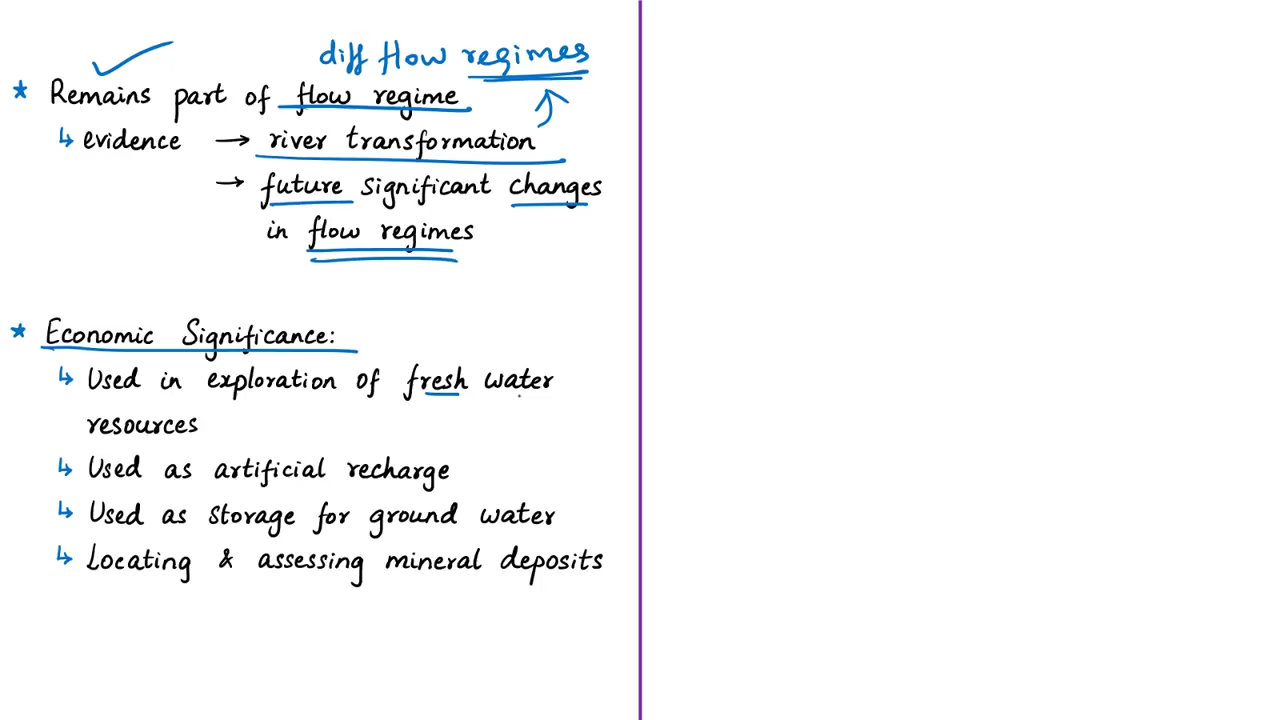 diff flow regimes
* Remains part of flow regime
↳ evidence → river transformation
→ future significant changes
in flow regimes
* Economic Significance:
↳ Used in exploration of fresh water
resources
↳ Used as artificial recharge
↳ Used as storage for ground water
↳ Locating & assessing mineral deposits